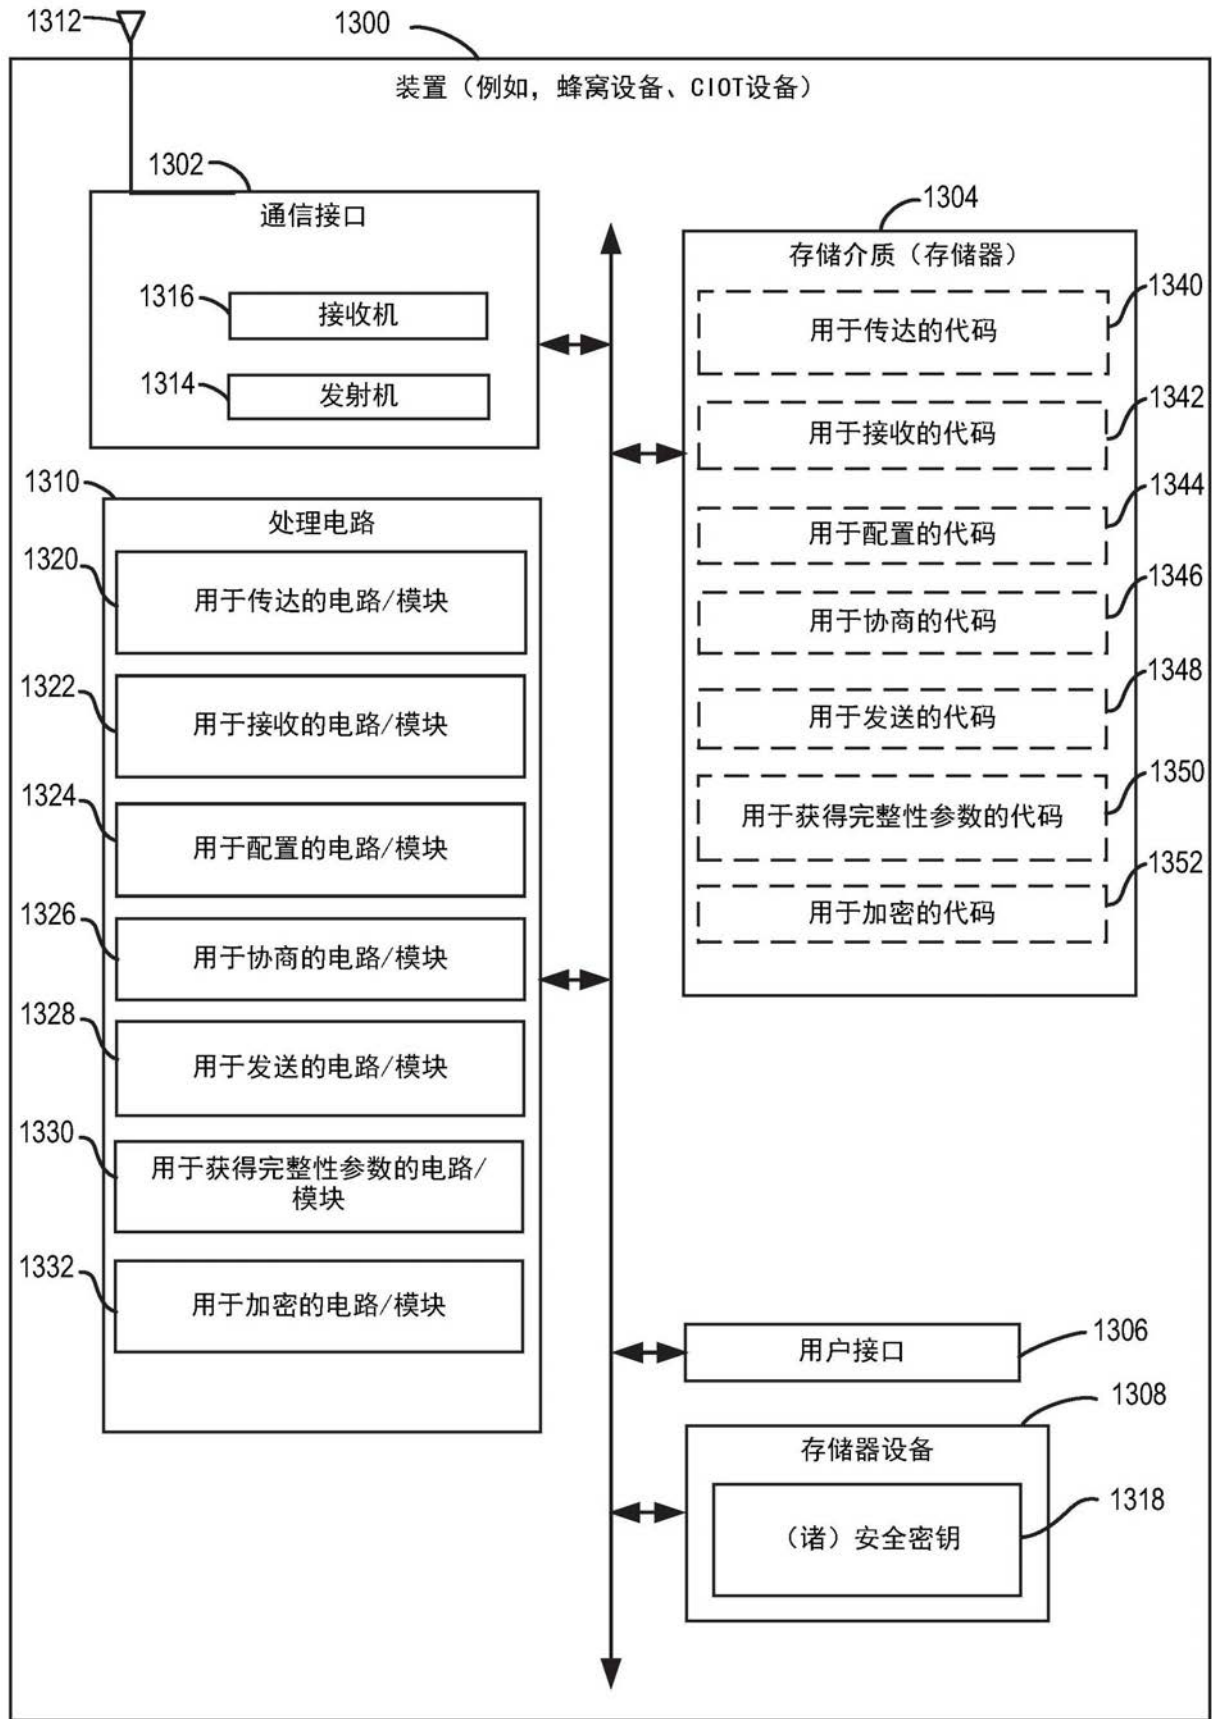 1312
1300
装置（例如，蜂窝设备、CIOT设备）
1302
通信接口
1316
接收机
1314
发射机
1304
存储介质（存储器）
1340
用于传达的代码
1342
用于接收的代码
1344
用于配置的代码
1346
用于协商的代码
1348
用于发送的代码
1350
用于获得完整性参数的代码
1352
用于加密的代码
1310
处理电路
1320
用于传达的电路/模块
1322
用于接收的电路/模块
1324
用于配置的电路/模块
1326
用于协商的电路/模块
1328
用于发送的电路/模块
1330
用于获得完整性参数的电路/
模块
1332
用于加密的电路/模块
1306
用户接口
1308
存储器设备
1318
（诸）安全密钥